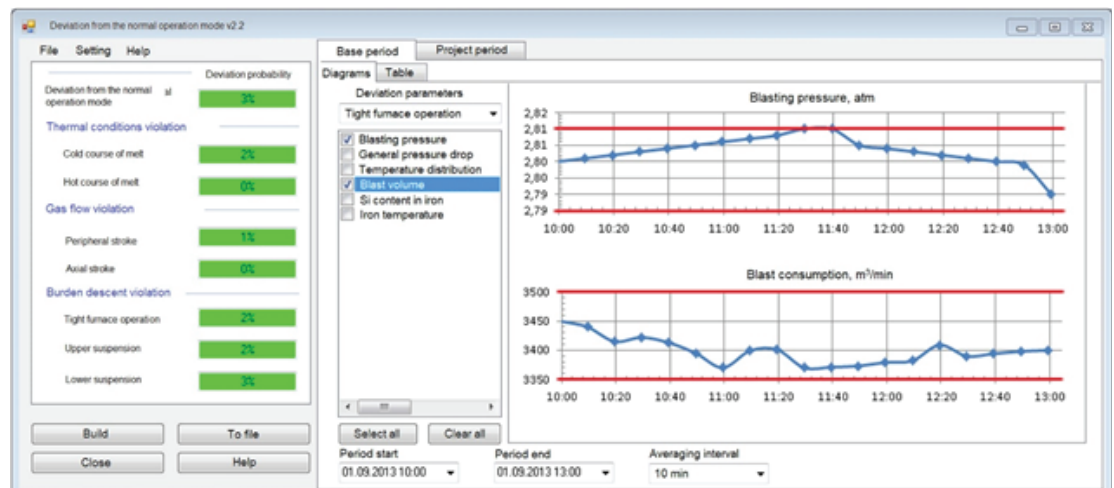 Deviation from the normal operation mode v2.2
File Setting Help
Deviation probability
Deviation from the normal al
operation mode
3%
Thermal conditions violation
Cold course of melt 2%
Hot course of melt 0%
Gas flow violation
Peripheral stroke 1%
Axial stroke 0%
Burden descent violation
Tight furnace operation 2%
Upper suspension 2%
Lower suspension 3%
Build To file
Close Help
Base period Project period
Diagrams Table
Deviation parameters
Tight furnace operation
Blasting pressure
General pressure drop
Temperature distribution
Blast volume
Si content in iron
Iron temperature
Select all Clear all
Period start Period end Averaging interval
01.09.2013 10:00 01.09.2013 13:00 10 min
Blasting pressure, atm
2,82
2,81
2,81
2,80
2,80
2,79
2,79
10:00 10:20 10:40 11:00 11:20 11:40 12:00 12:20 12:40 13:00
Blast consumption, m³/min
3500
3450
3400
3350
10:00 10:20 10:40 11:00 11:20 11:40 12:00 12:20 12:40 13:00